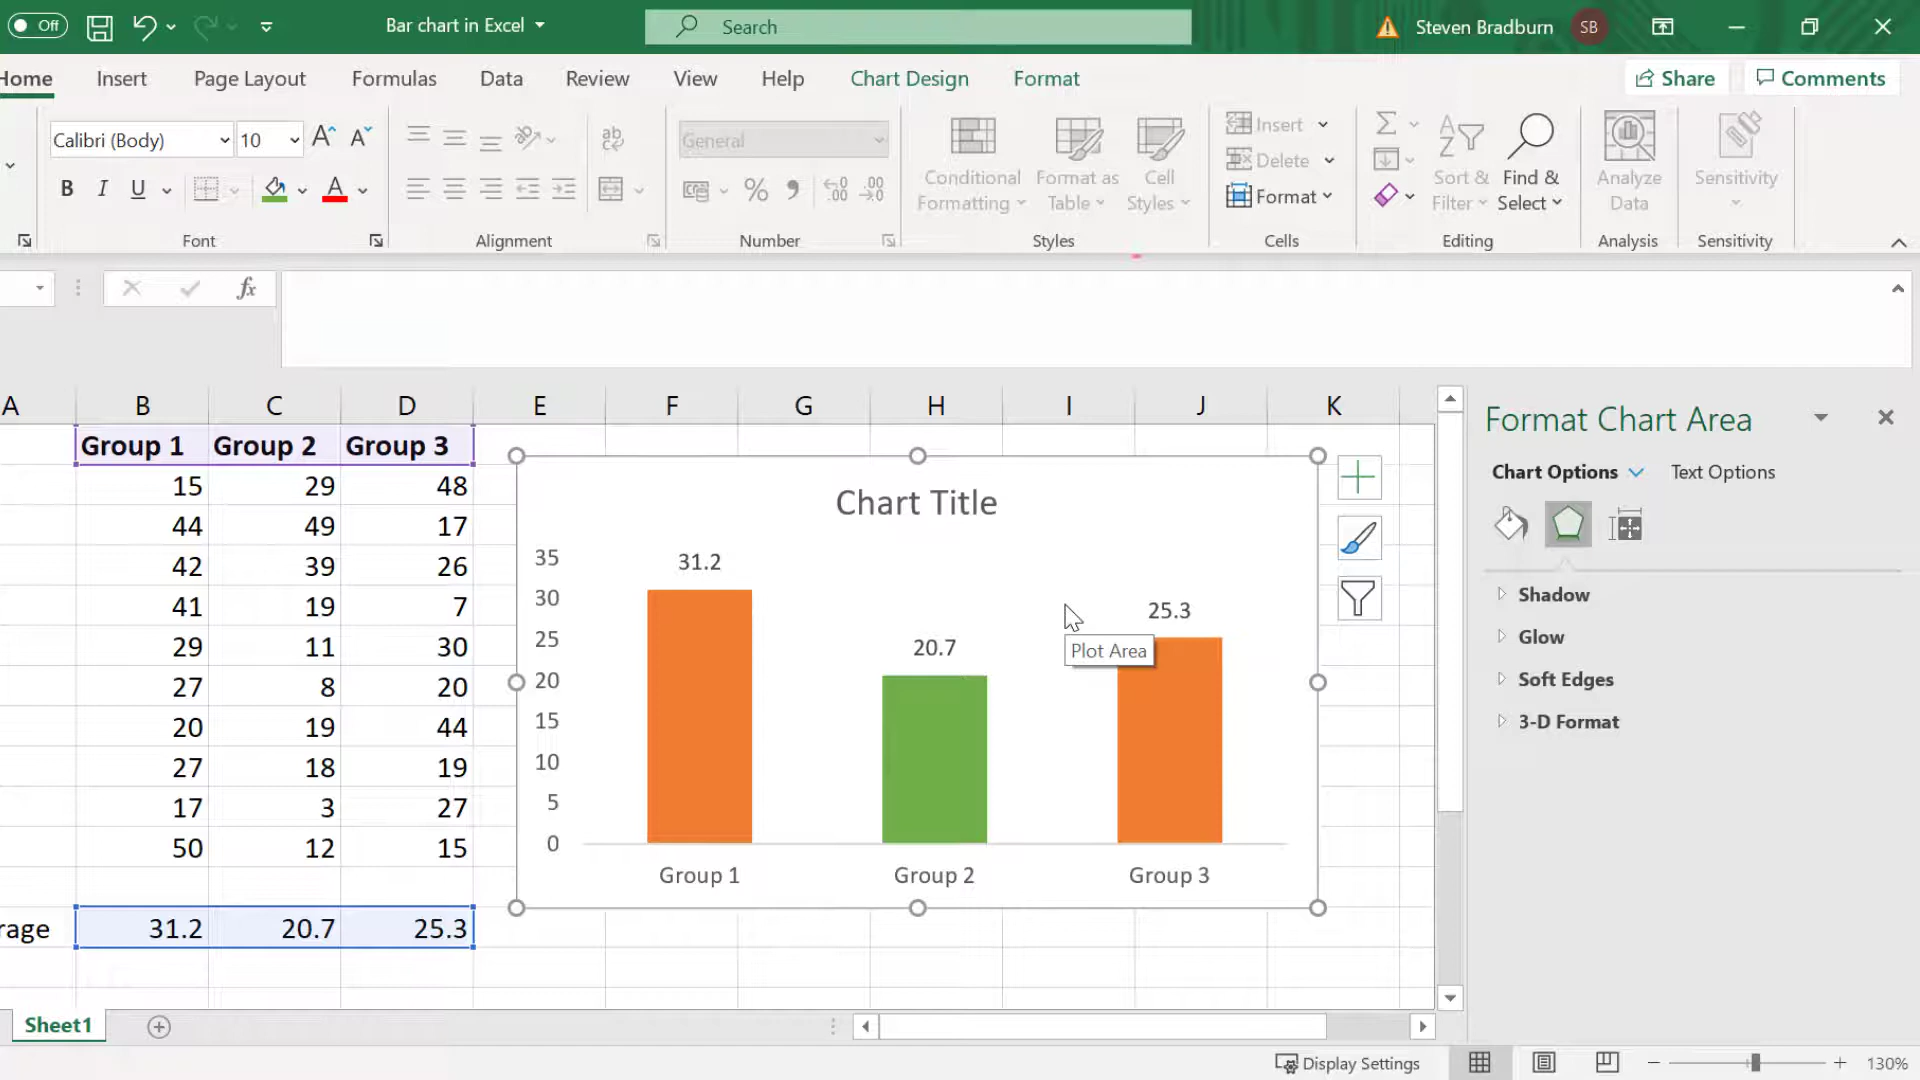 Off
Bar chart in Excel
Search
Steven Bradburn
SB
Home
Insert
Page Layout
Formulas
Data
Review
View
Help
Chart Design
Format
Share
Comments
Calibri (Body)
10
General
Conditional
Formatting
Format as
Table
Cell
Styles
Insert
Delete
Format
Sort &
Filter
Find &
Select
Analyze
Data
Sensitivity
Font
Alignment
Number
Styles
Cells
Editing
Analysis
Sensitivity
fx
A B C D E F G H I J K
Group 1 Group 2 Group 3
15 29 48
44 49 17
42 39 26
41 19 7
29 11 30
27 8 20
20 19 44
27 18 19
17 3 27
50 12 15
rage 31.2 20.7 25.3
Chart Title
35
30
25
20
15
10
5
0
31.2
20.7
25.3
Plot Area
Group 1 Group 2 Group 3
Format Chart Area
Chart Options
Text Options
Shadow
Glow
Soft Edges
3-D Format
Sheet1
Display Settings
130%